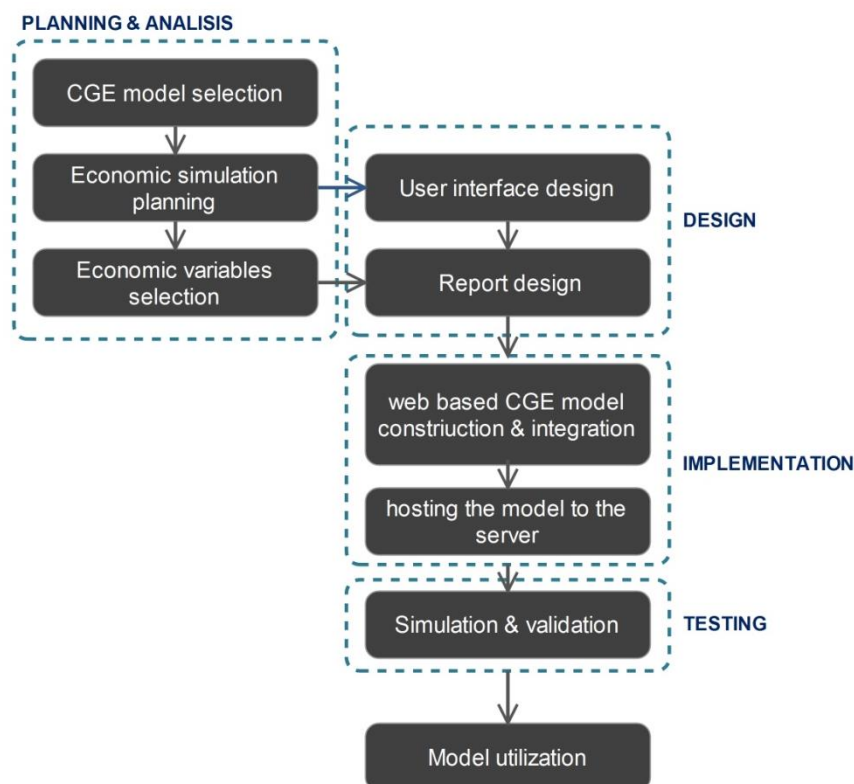 PLANNING & ANALISIS
CGE model selection
Economic simulation
planning
Economic variables
selection
User interface design
Report design
DESIGN
web based CGE model
constriuction & integration
hosting the model to the
server
IMPLEMENTATION
Simulation & validation
TESTING
Model utilization